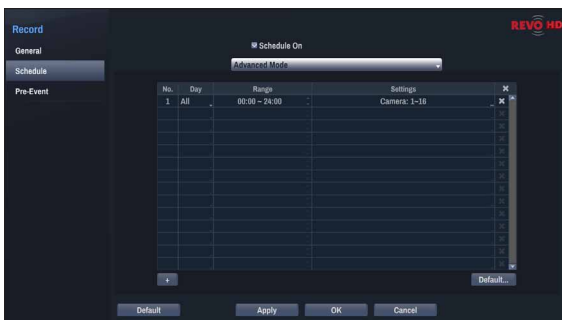 Record
REVO HD
General
Schedule On
Advanced Mode
Schedule
Pre-Event
No. Day Range Settings
1 All 00:00 ~ 24:00 Camera: 1~16
+ Default...
Default Apply OK Cancel